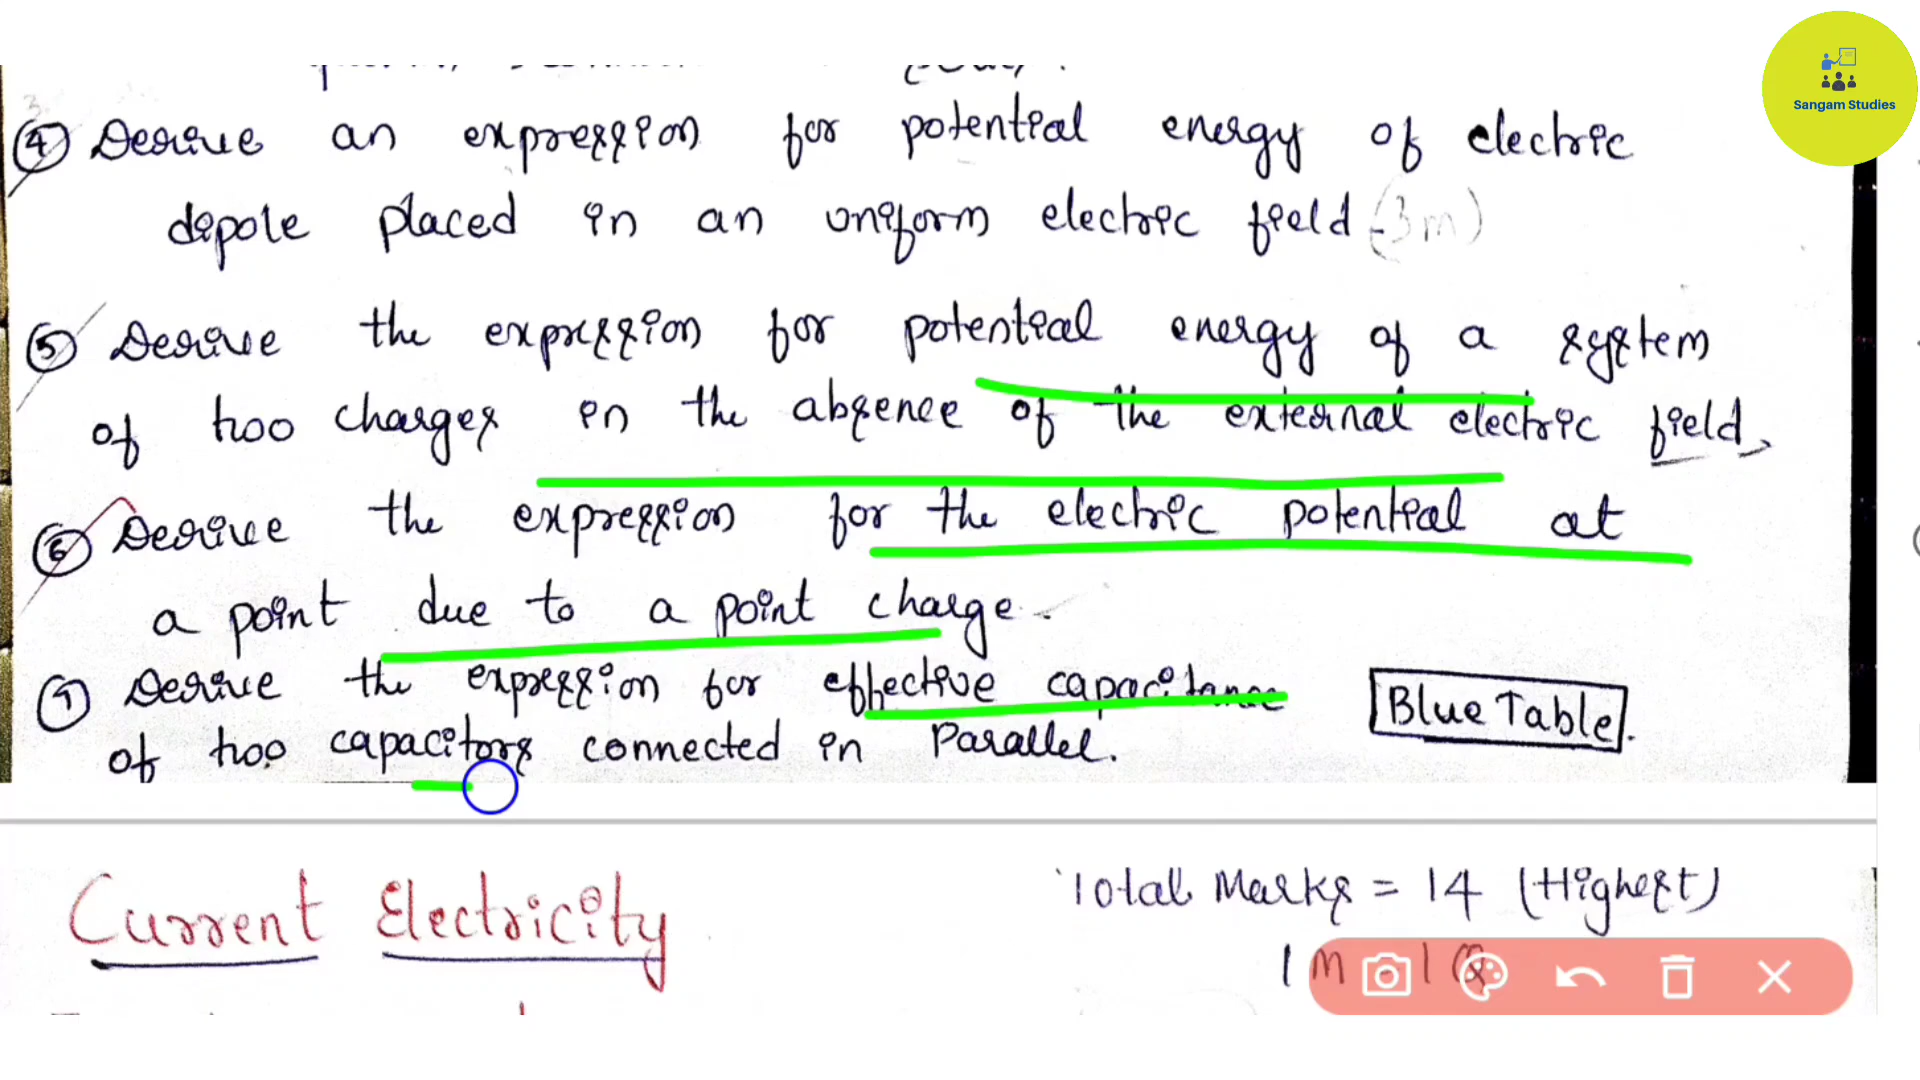 Sangam Studies
④ Derive an expression for potential energy of electric
dipole placed in an uniform electric field (3m)
⑤ Derive the expression for potential energy of a system
of two charges in the absence of the external electric field.
⑥ Derive the expression for the electric potential at
a point due to a point charge.
⑦ Derive the expression for effective capacitance
of two capacitors connected in Parallel.
Blue Table.
Current Electricity
Total Marks = 14 (Highest)
1 m - 1 Q